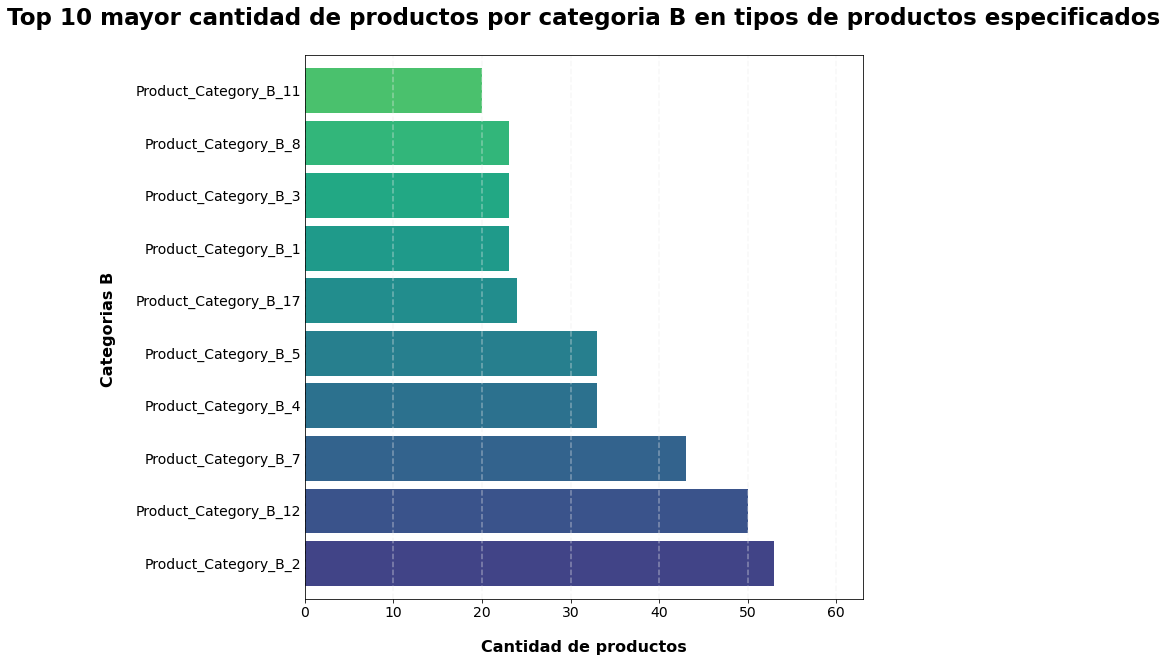 Top 10 mayor cantidad de productos por categoria B en tipos de productos especificados
Product_Category_B_11
Product_Category_B_8
Product_Category_B_3
Product_Category_B_1
Product_Category_B_17
Product_Category_B_5
Product_Category_B_4
Product_Category_B_7
Product_Category_B_12
Product_Category_B_2
Categorias B
0 10 20 30 40 50 60
Cantidad de productos